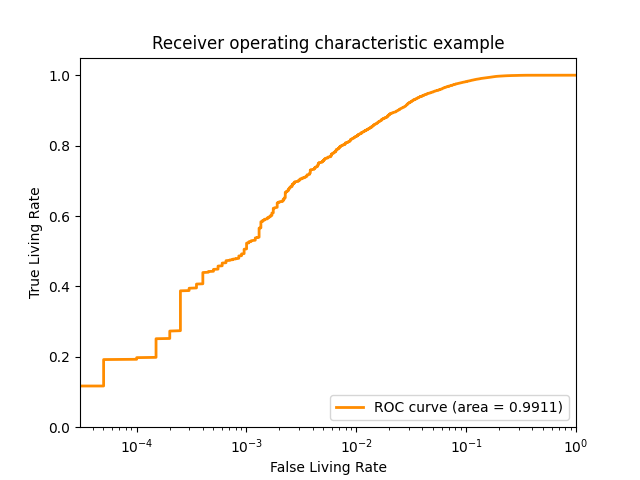 Receiver operating characteristic example
True Living Rate
1.0
0.8
0.6
0.4
0.2
0.0
ROC curve (area = 0.9911)
10⁻⁴ 10⁻³ 10⁻² 10⁻¹ 10⁰
False Living Rate